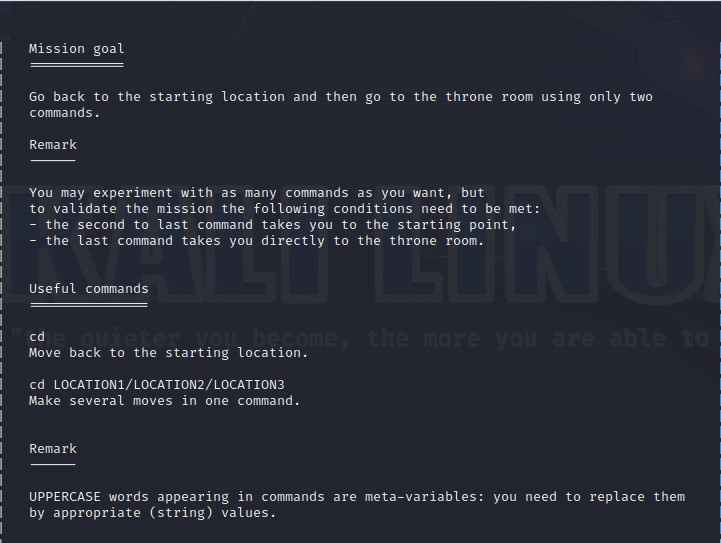 Mission goal
Go back to the starting location and then go to the throne room using only two
commands.
Remark
You may experiment with as many commands as you want, but
to validate the mission the following conditions need to be met:
- the second to last command takes you to the starting point,
- the last command takes you directly to the throne room.
KALI LINUX
Useful commands
"the quieter you become, the more you are able to
cd
Move back to the starting location.
cd LOCATION1/LOCATION2/LOCATION3
Make several moves in one command.
Remark
UPPERCASE words appearing in commands are meta-variables: you need to replace them
by appropriate (string) values.